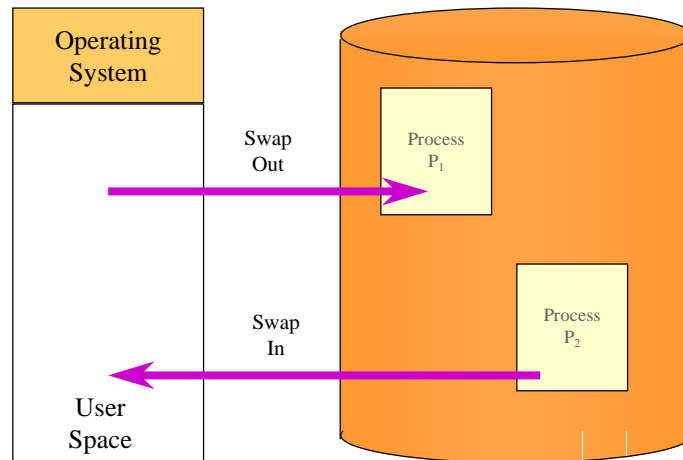 Operating
System
Swap
Out
Process
P₁
Swap
In
Process
P₂
User
Space